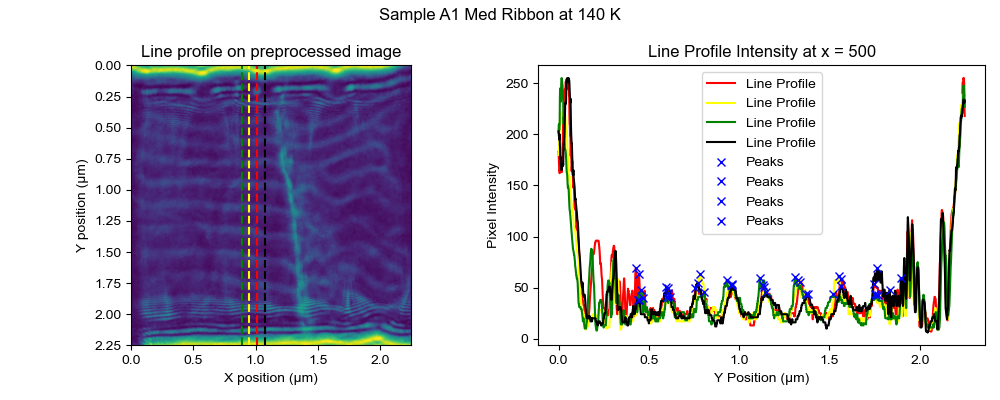 Sample A1 Med Ribbon at 140 K
Line profile on preprocessed image
0.00
0.25
0.50
0.75
1.00
1.25
1.50
1.75
2.00
2.25
Y position (μm)
0.0 0.5 1.0 1.5 2.0
X position (μm)
Line Profile Intensity at x = 500
250
200
150
100
50
0
Pixel Intensity
Line Profile
Line Profile
Line Profile
Line Profile
Peaks
Peaks
Peaks
Peaks
0.0 0.5 1.0 1.5 2.0
Y Position (μm)